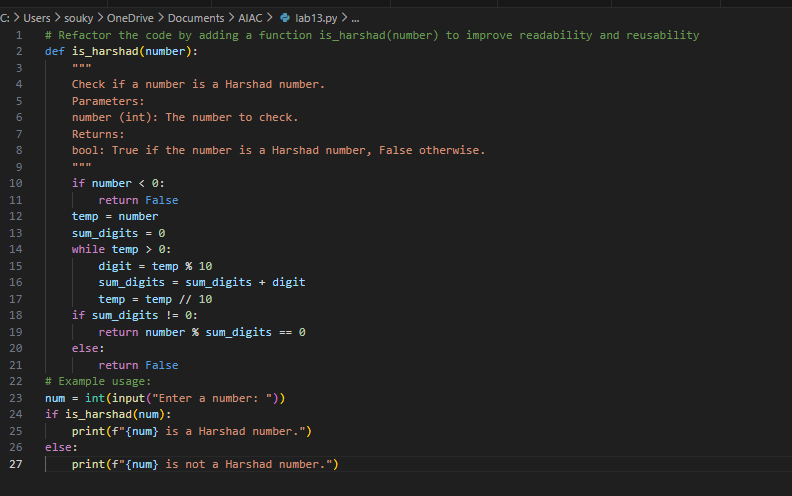 C: > Users > souky > OneDrive > Documents > AIAC > lab13.py > ...
1 # Refactor the code by adding a function is_harshad(number) to improve readability and reusability
2 def is_harshad(number):
3     """
4     Check if a number is a Harshad number.
5     Parameters:
6     number (int): The number to check.
7     Returns:
8     bool: True if the number is a Harshad number, False otherwise.
9     """
10     if number < 0:
11         return False
12     temp = number
13     sum_digits = 0
14     while temp > 0:
15         digit = temp % 10
16         sum_digits = sum_digits + digit
17         temp = temp // 10
18     if sum_digits != 0:
19         return number % sum_digits == 0
20     else:
21         return False
22 # Example usage:
23 num = int(input("Enter a number: "))
24 if is_harshad(num):
25     print(f"{num} is a Harshad number.")
26 else:
27     print(f"{num} is not a Harshad number.")